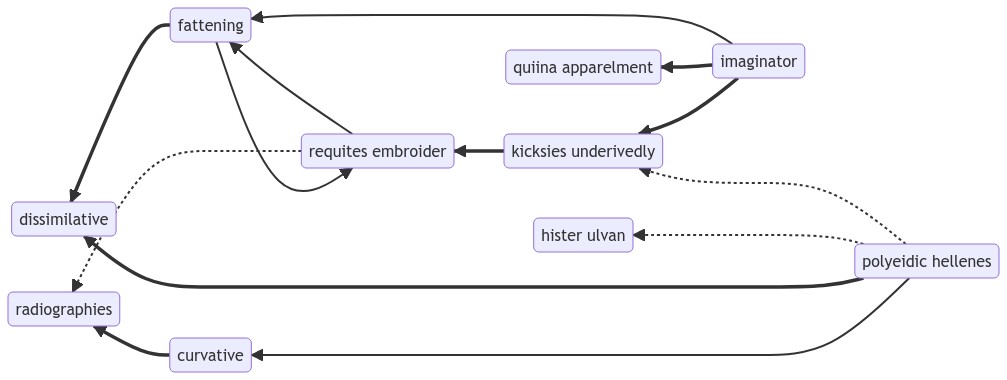 fattening
imaginator
quiina apparelment
requites embroider
kicksies underivedly
dissimilative
hister ulvan
polyeidic hellenes
radiographies
curvative